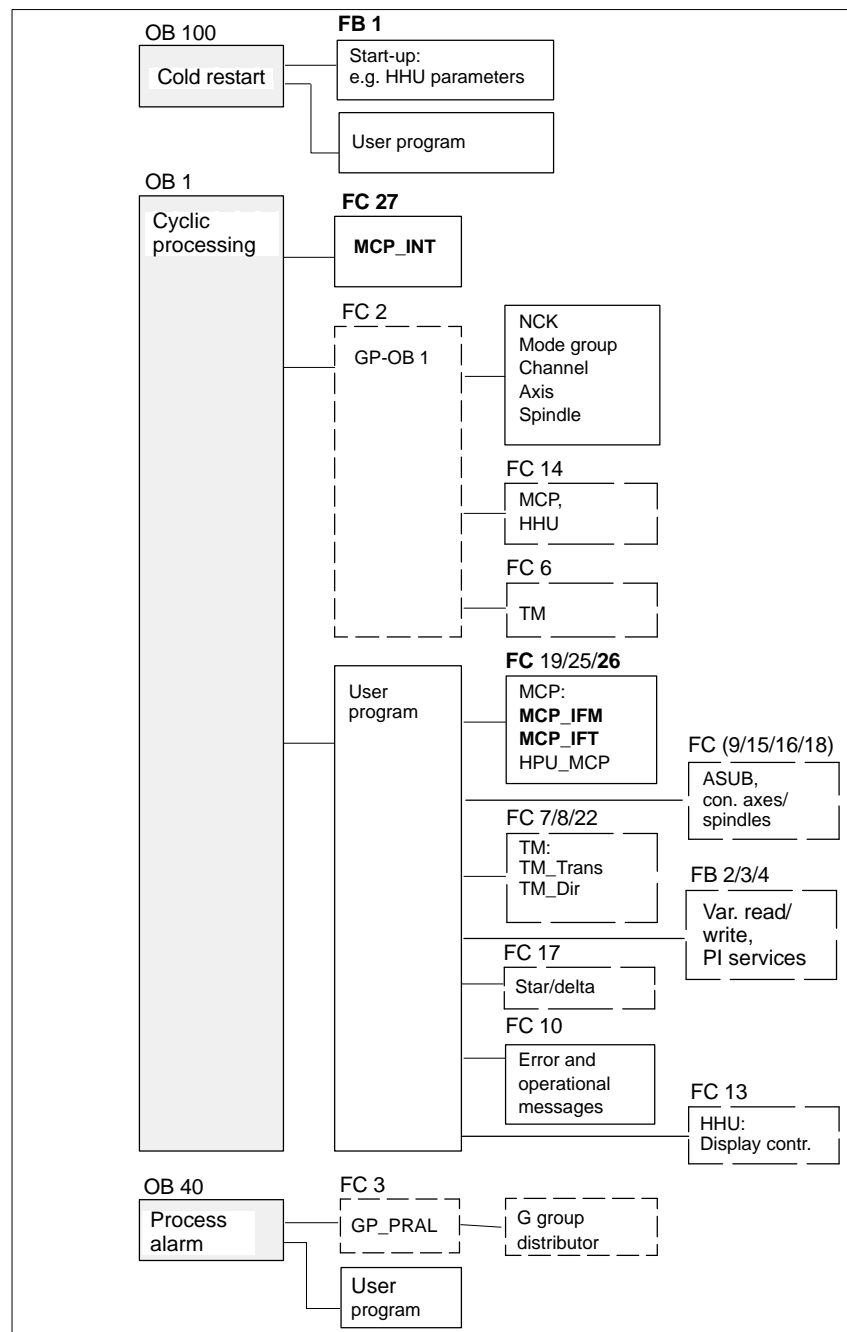 OB 100
Cold restart
FB 1
Start-up:
e.g. HHU parameters
User program
OB 1
Cyclic
processing
FC 27
MCP_INT
FC 2
GP-OB 1
NCK
Mode group
Channel
Axis
Spindle
FC 14
MCP,
HHU
FC 6
TM
User
program
FC 19/25/26
MCP:
MCP_IFM
MCP_IFT
HPU_MCP
FC (9/15/16/18)
ASUB,
con. axes/
spindles
FC 7/8/22
TM:
TM_Trans
TM_Dir
FB 2/3/4
Var. read/
write,
PI services
FC 17
Star/delta
FC 10
Error and
operational
messages
FC 13
HHU:
Display contr.
OB 40
Process
alarm
FC 3
GP_PRAL
G group
distributor
User
program